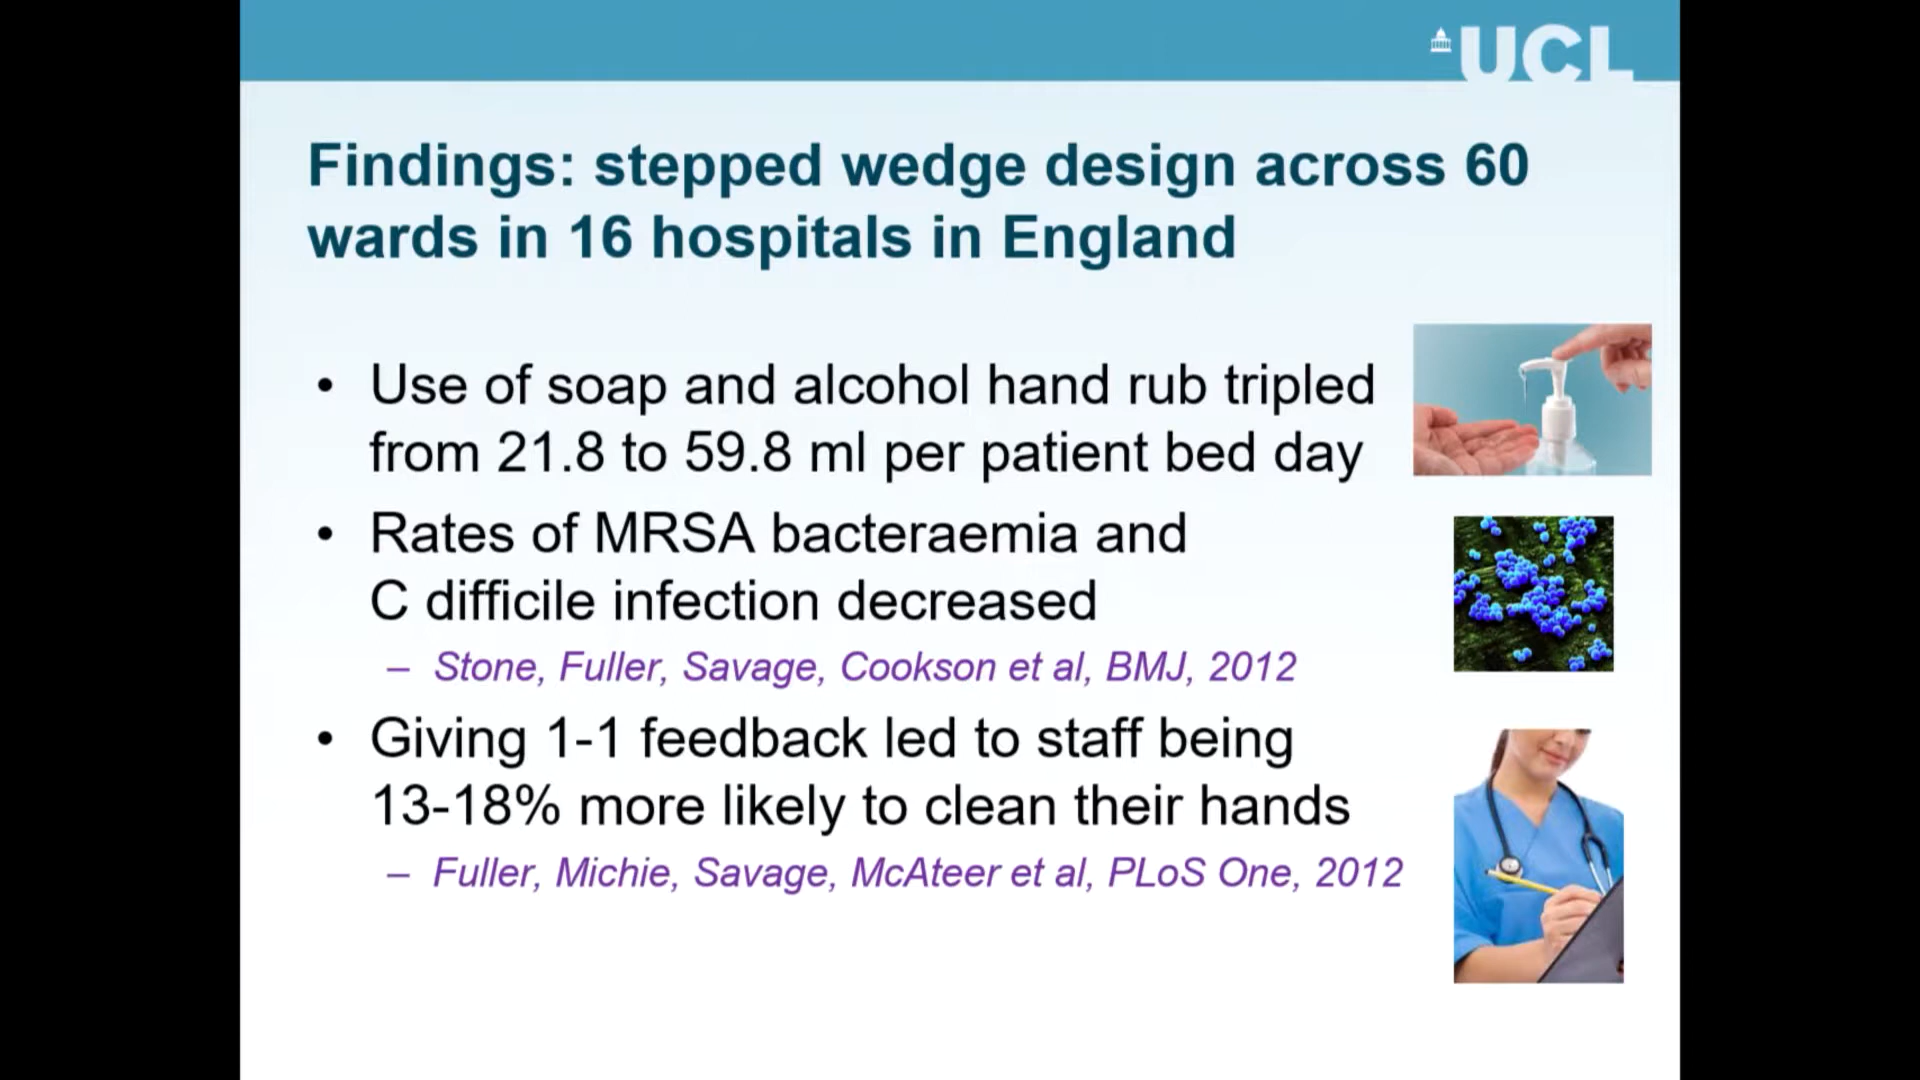 UCL
Findings: stepped wedge design across 60
wards in 16 hospitals in England
• Use of soap and alcohol hand rub tripled
from 21.8 to 59.8 ml per patient bed day
• Rates of MRSA bacteraemia and
C difficile infection decreased
– Stone, Fuller, Savage, Cookson et al, BMJ, 2012
• Giving 1-1 feedback led to staff being
13-18% more likely to clean their hands
– Fuller, Michie, Savage, McAteer et al, PLoS One, 2012